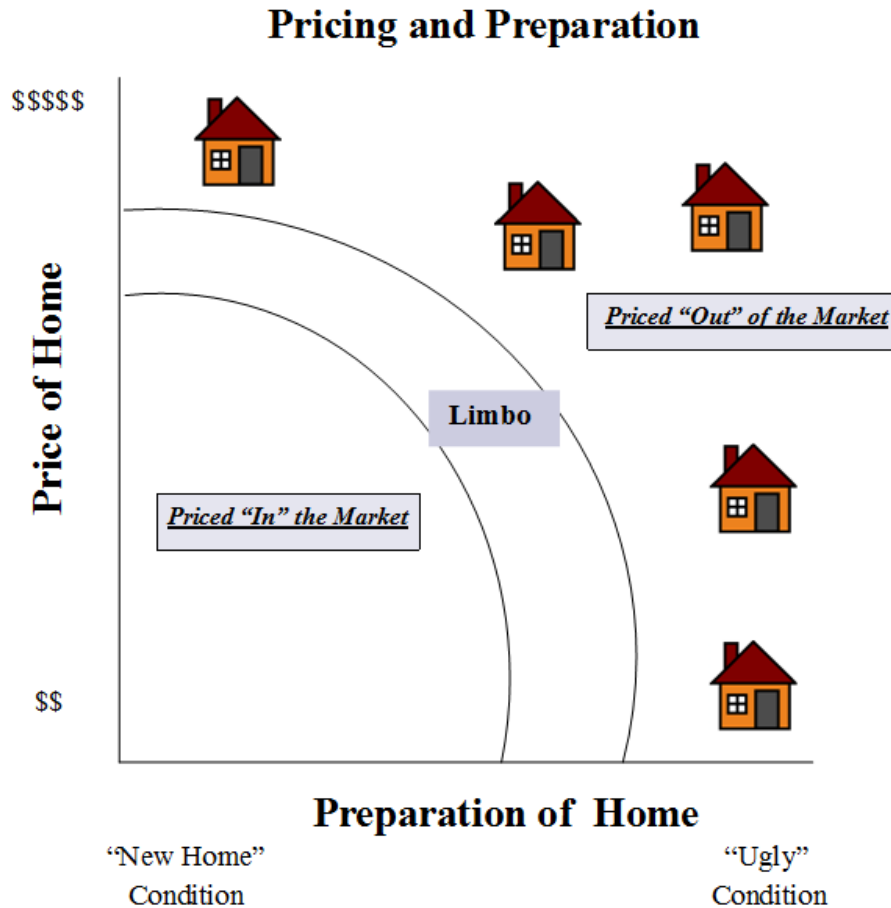 Pricing and Preparation
$$$$$
Priced “Out” of the Market
Price of Home
Limbo
Priced “In” the Market
$$
Preparation of  Home
“New Home”
Condition
“Ugly”
Condition